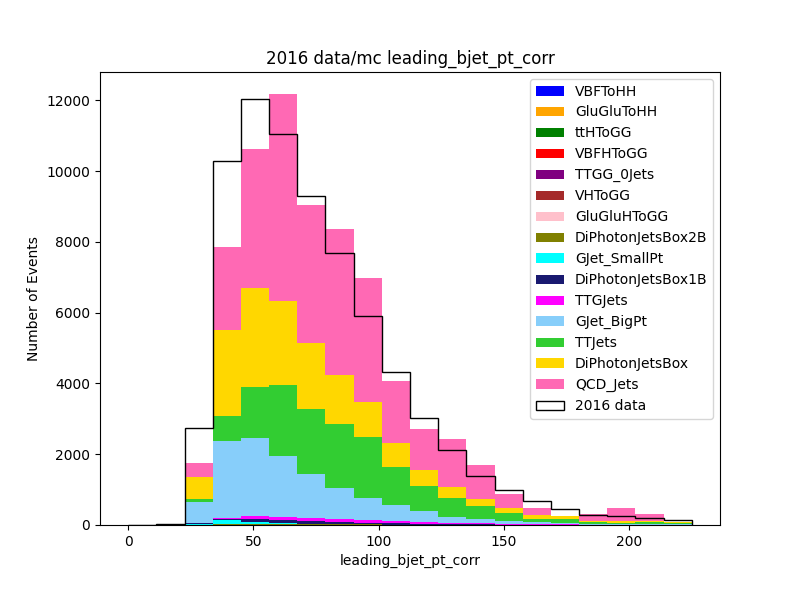 2016 data/mc leading_bjet_pt_corr
Number of Events
12000
10000
8000
6000
4000
2000
0
0
50
100
150
200
leading_bjet_pt_corr
VBFToHH
GluGluToHH
ttHToGG
VBFHToGG
TTGG_0Jets
VHToGG
GluGluHToGG
DiPhotonJetsBox2B
GJet_SmallPt
DiPhotonJetsBox1B
TTGJets
GJet_BigPt
TTJets
DiPhotonJetsBox
QCD_Jets
2016 data